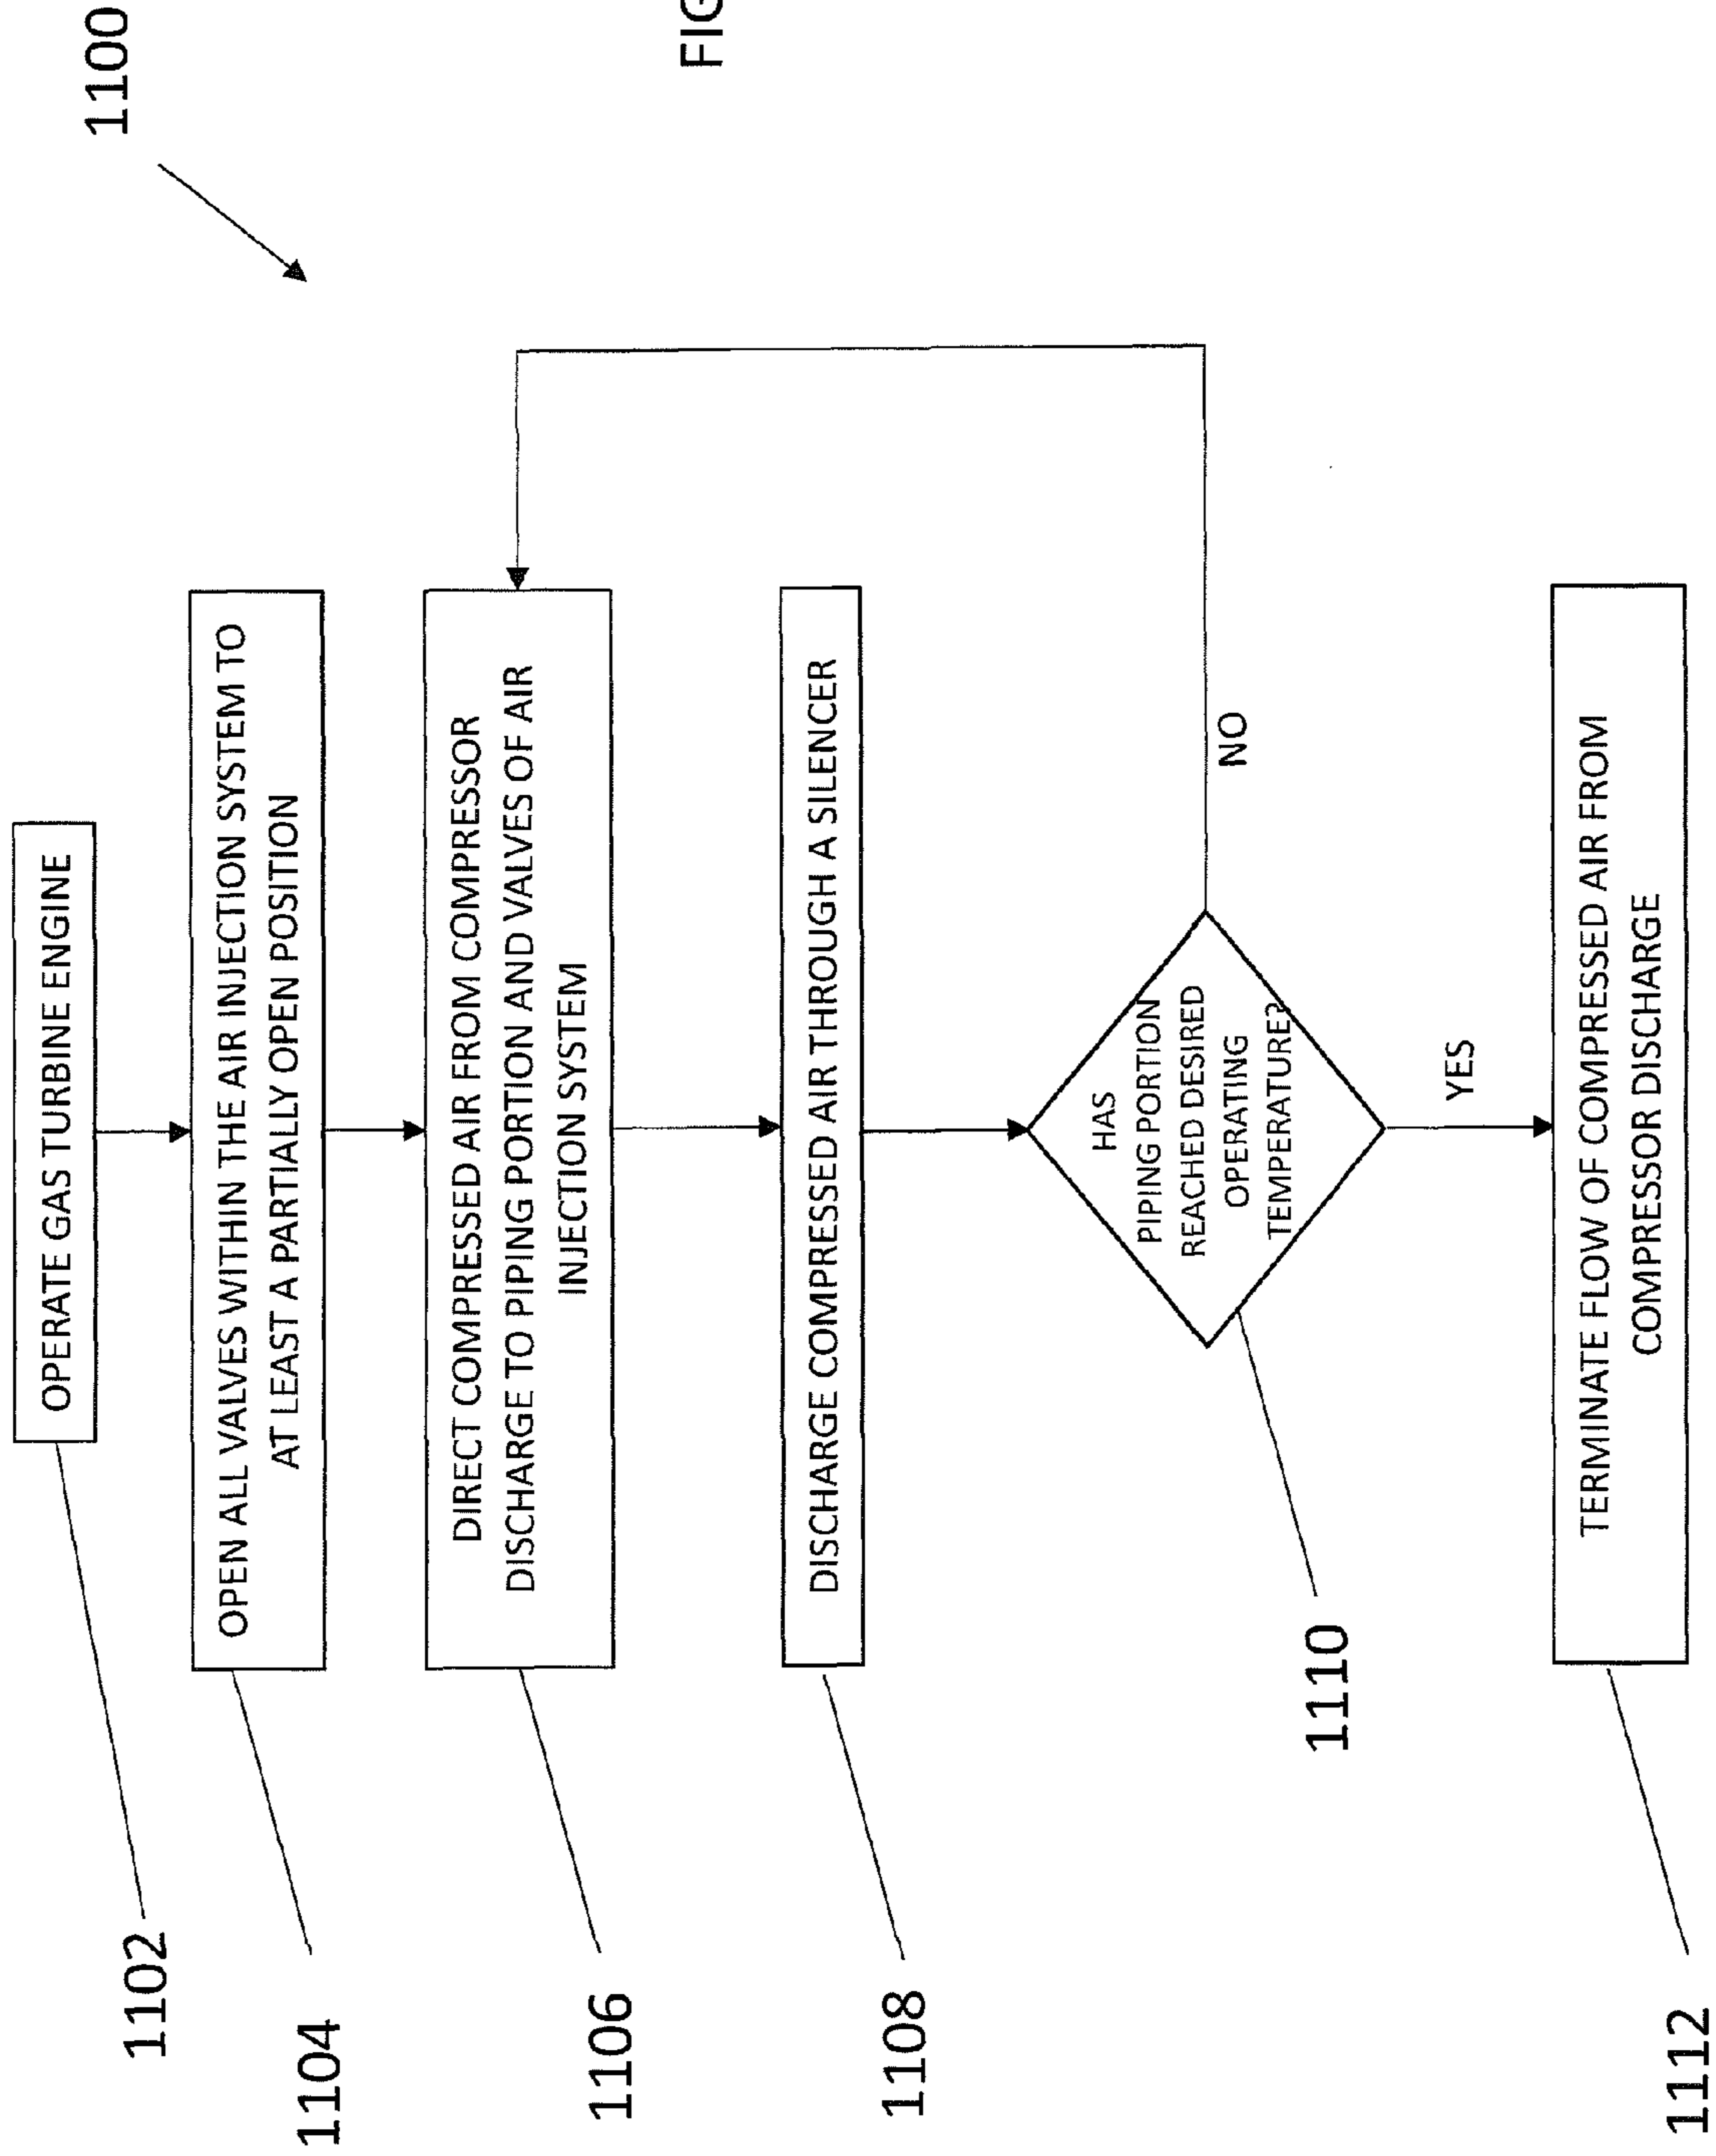 1100
OPERATE GAS TURBINE ENGINE
1102
OPEN ALL VALVES WITHIN THE AIR INJECTION SYSTEM TO
AT LEAST A PARTIALLY OPEN POSITION
1104
DIRECT COMPRESSED AIR FROM COMPRESSOR
DISCHARGE TO PIPING PORTION AND VALVES OF AIR
INJECTION SYSTEM
1106
DISCHARGE COMPRESSED AIR THROUGH A SILENCER
1108
HAS
PIPING PORTION
REACHED DESIRED
OPERATING
TEMPERATURE?
NO
1110
YES
TERMINATE FLOW OF COMPRESSED AIR FROM
COMPRESSOR DISCHARGE
1112